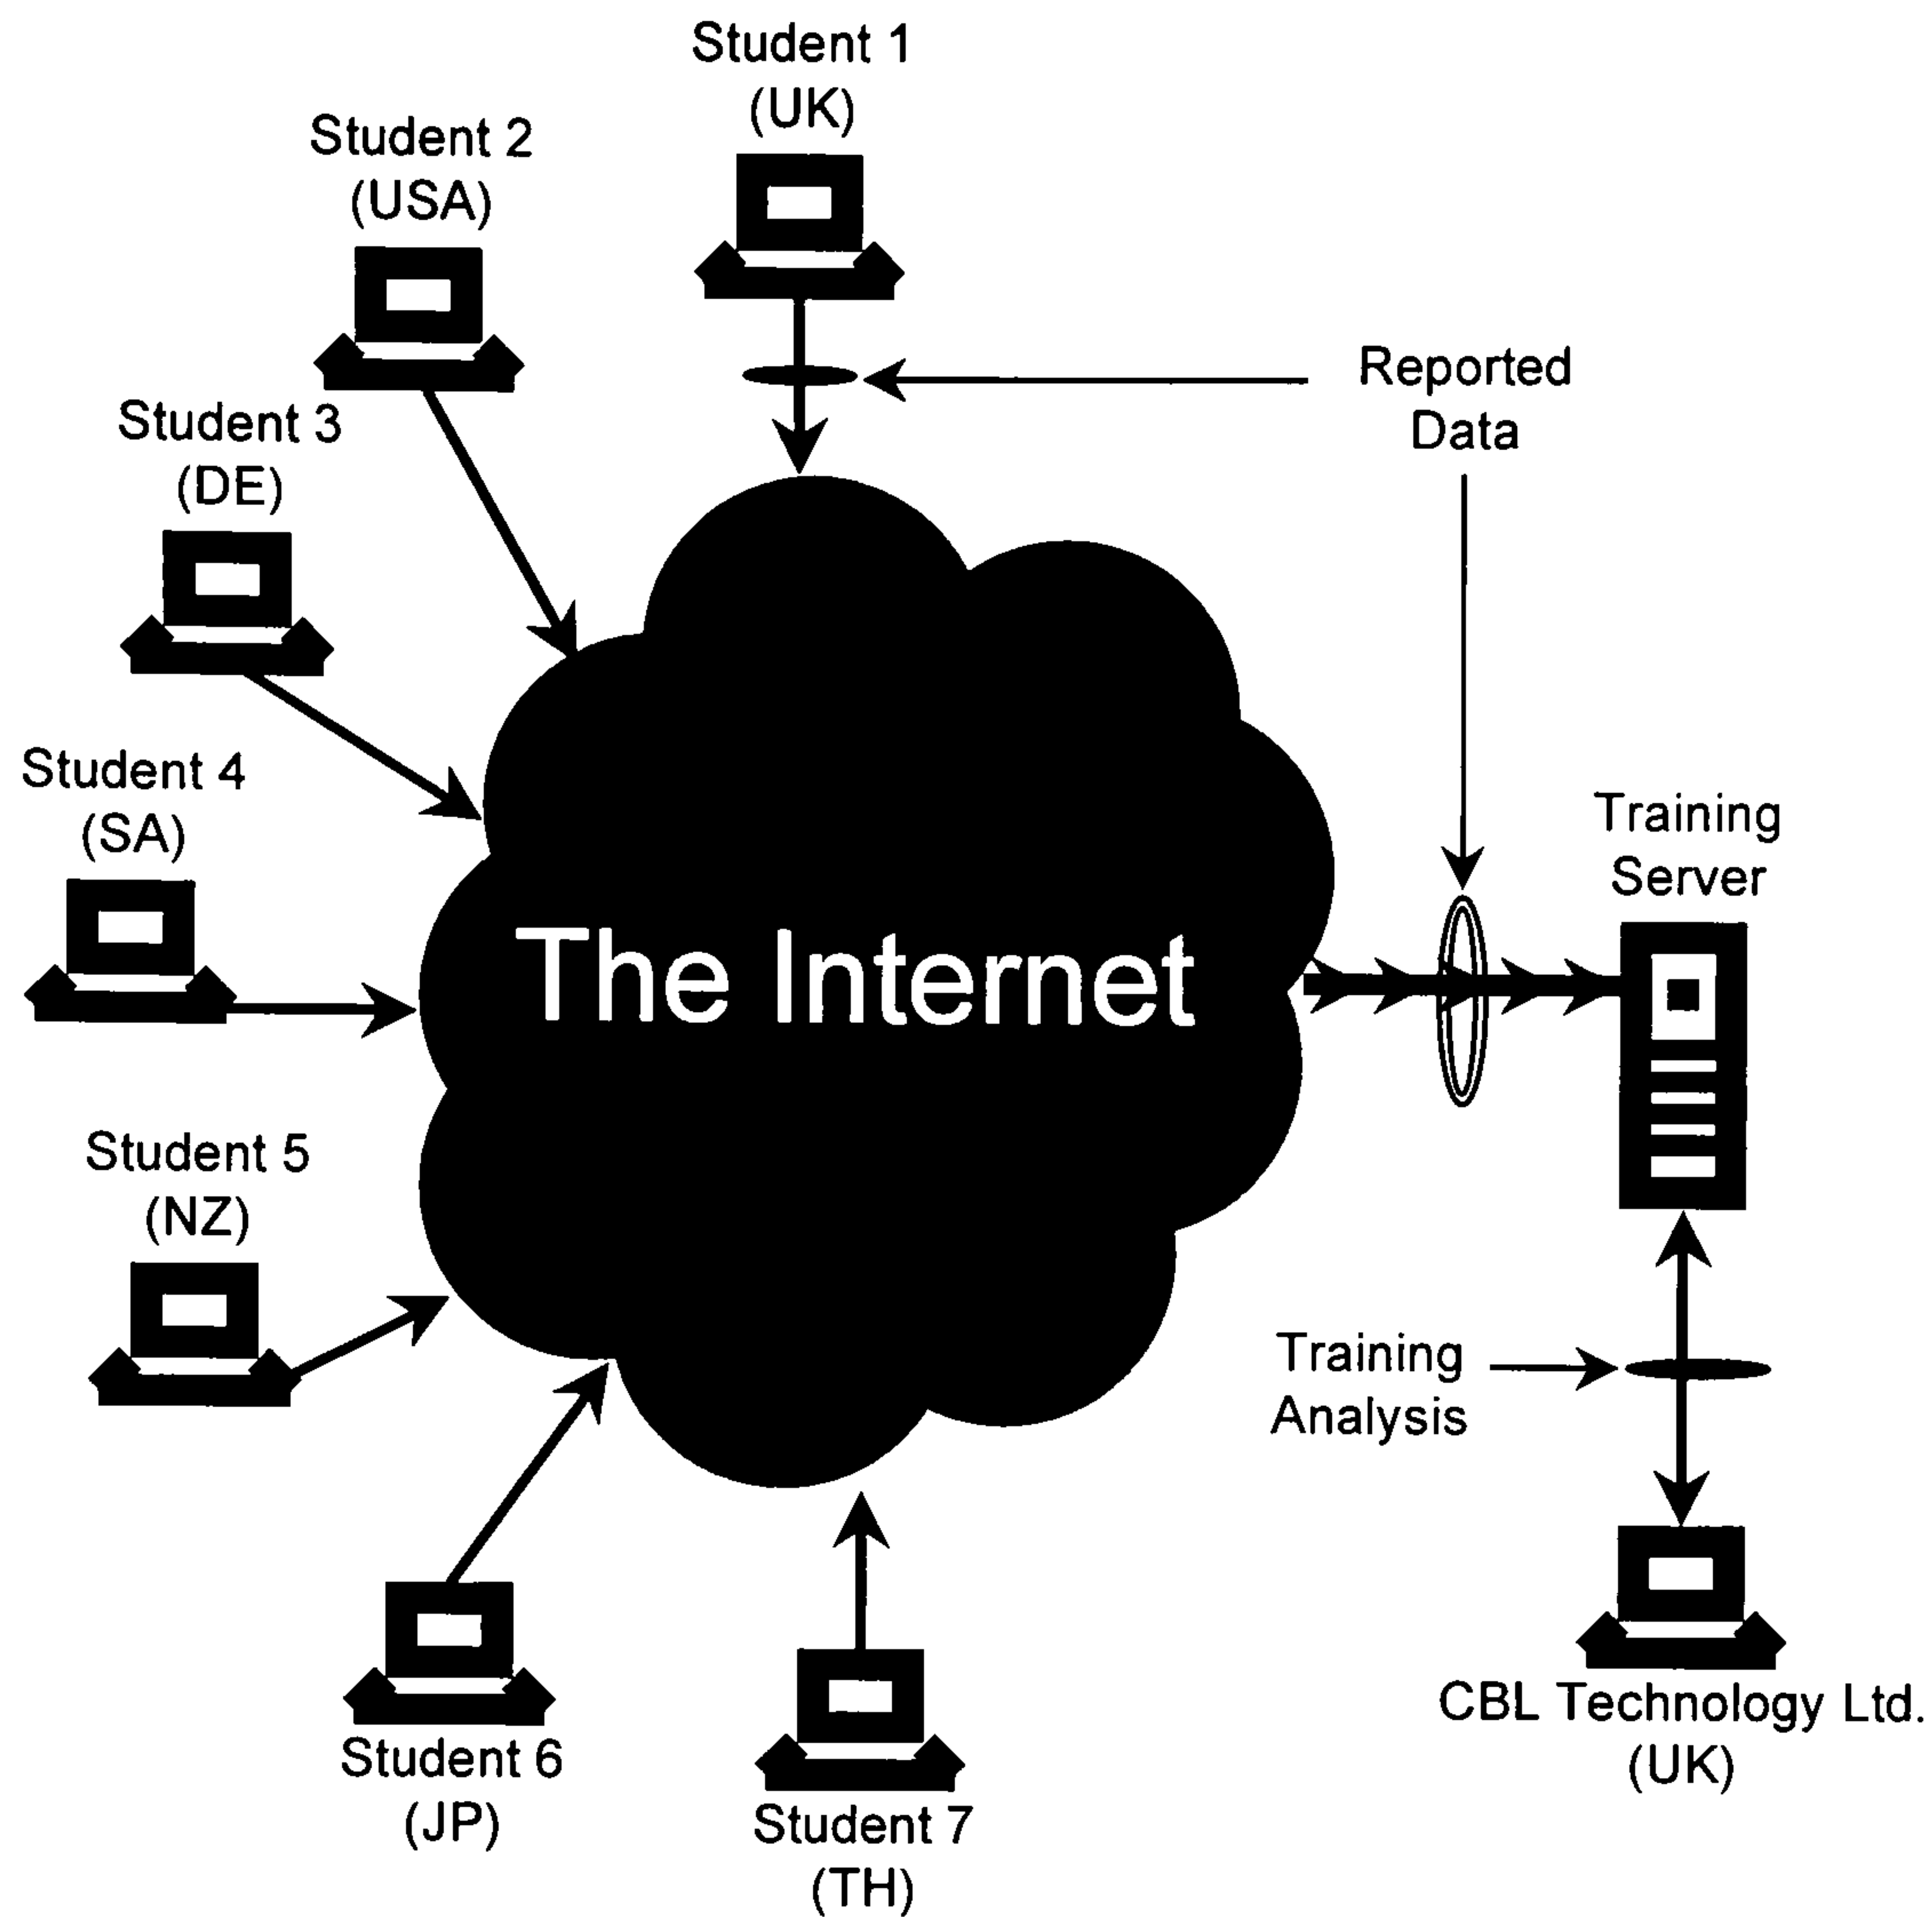 Student 1
(UK)
Student 2
(USA)
Student 3
(DE)
Reported
Data
Student 4
(SA)
Training
Server
The Internet
Student 5
(NZ)
Training
Analysis
Student 6
(JP)
Student 7
(TH)
CBL Technology Ltd.
(UK)